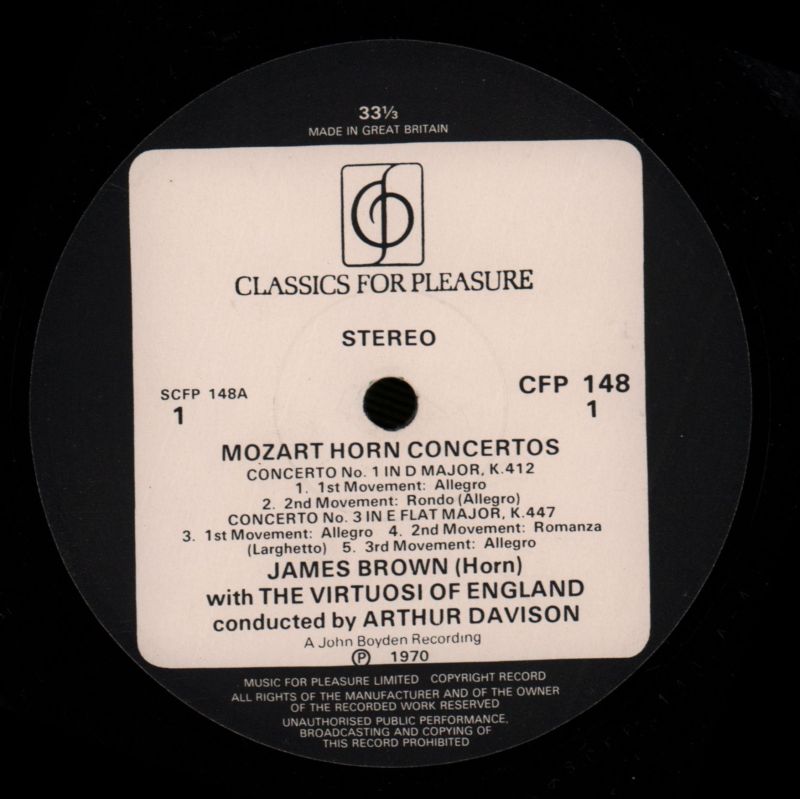 33⅓
MADE IN GREAT BRITAIN
CLASSICS FOR PLEASURE
STEREO
SCFP 148A
1
CFP 148
1
MOZART HORN CONCERTOS
CONCERTO No. 1 IN D MAJOR, K.412
1. 1st Movement: Allegro
2. 2nd Movement: Rondo (Allegro)
CONCERTO No. 3 IN E FLAT MAJOR, K.447
3. 1st Movement: Allegro 4. 2nd Movement: Romanza
(Larghetto) 5. 3rd Movement: Allegro
JAMES BROWN (Horn)
with THE VIRTUOSI OF ENGLAND
conducted by ARTHUR DAVISON
A John Boyden Recording
Ⓟ 1970
MUSIC FOR PLEASURE LIMITED COPYRIGHT RECORD
ALL RIGHTS OF THE MANUFACTURER AND OF THE OWNER
OF THE RECORDED WORK RESERVED
UNAUTHORISED PUBLIC PERFORMANCE,
BROADCASTING AND COPYING OF
THIS RECORD PROHIBITED